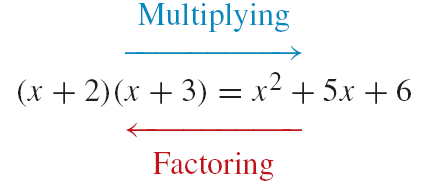 Multiplying
(x + 2)(x + 3) = x² + 5x + 6
Factoring